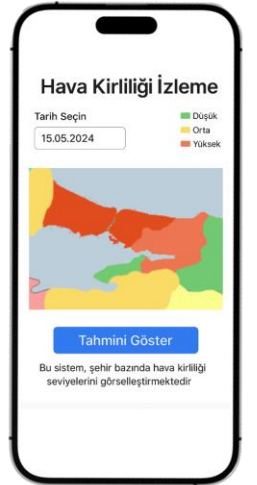 Hava Kirliliği İzleme
Tarih Seçin
15.05.2024
Düşük
Orta
Yüksek
Tahmini Göster
Bu sistem, şehir bazında hava kirliliği
seviyelerini görselleştirmektedir